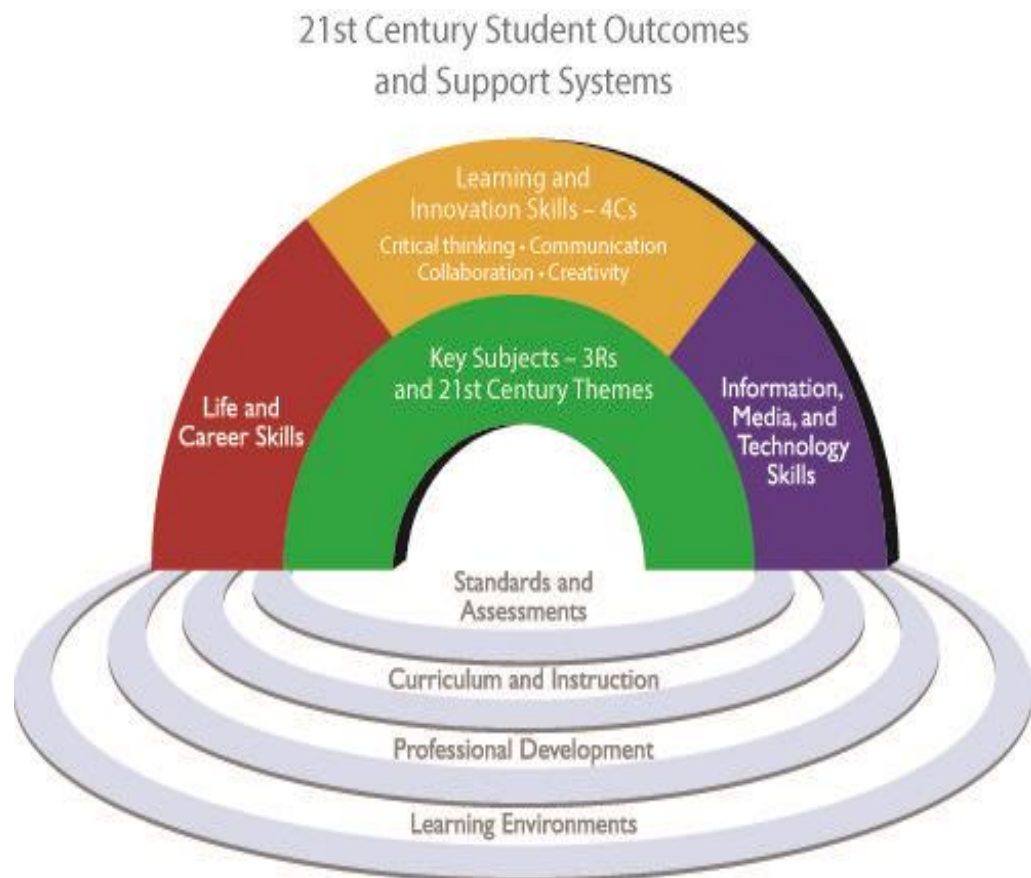 21st Century Student Outcomes
and Support Systems
Learning and
Innovation Skills – 4Cs
Critical thinking • Communication
Collaboration • Creativity
Key Subjects – 3Rs
and 21st Century Themes
Life and
Career Skills
Information,
Media, and
Technology
Skills
Standards and
Assessments
Curriculum and Instruction
Professional Development
Learning Environments